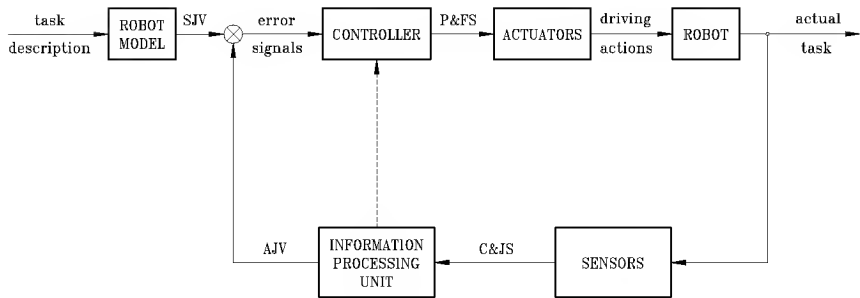 task
description
ROBOT
MODEL
SJV
error
signals
CONTROLLER
P&FS
ACTUATORS
driving
actions
ROBOT
actual
task
AJV
INFORMATION
PROCESSING
UNIT
C&JS
SENSORS